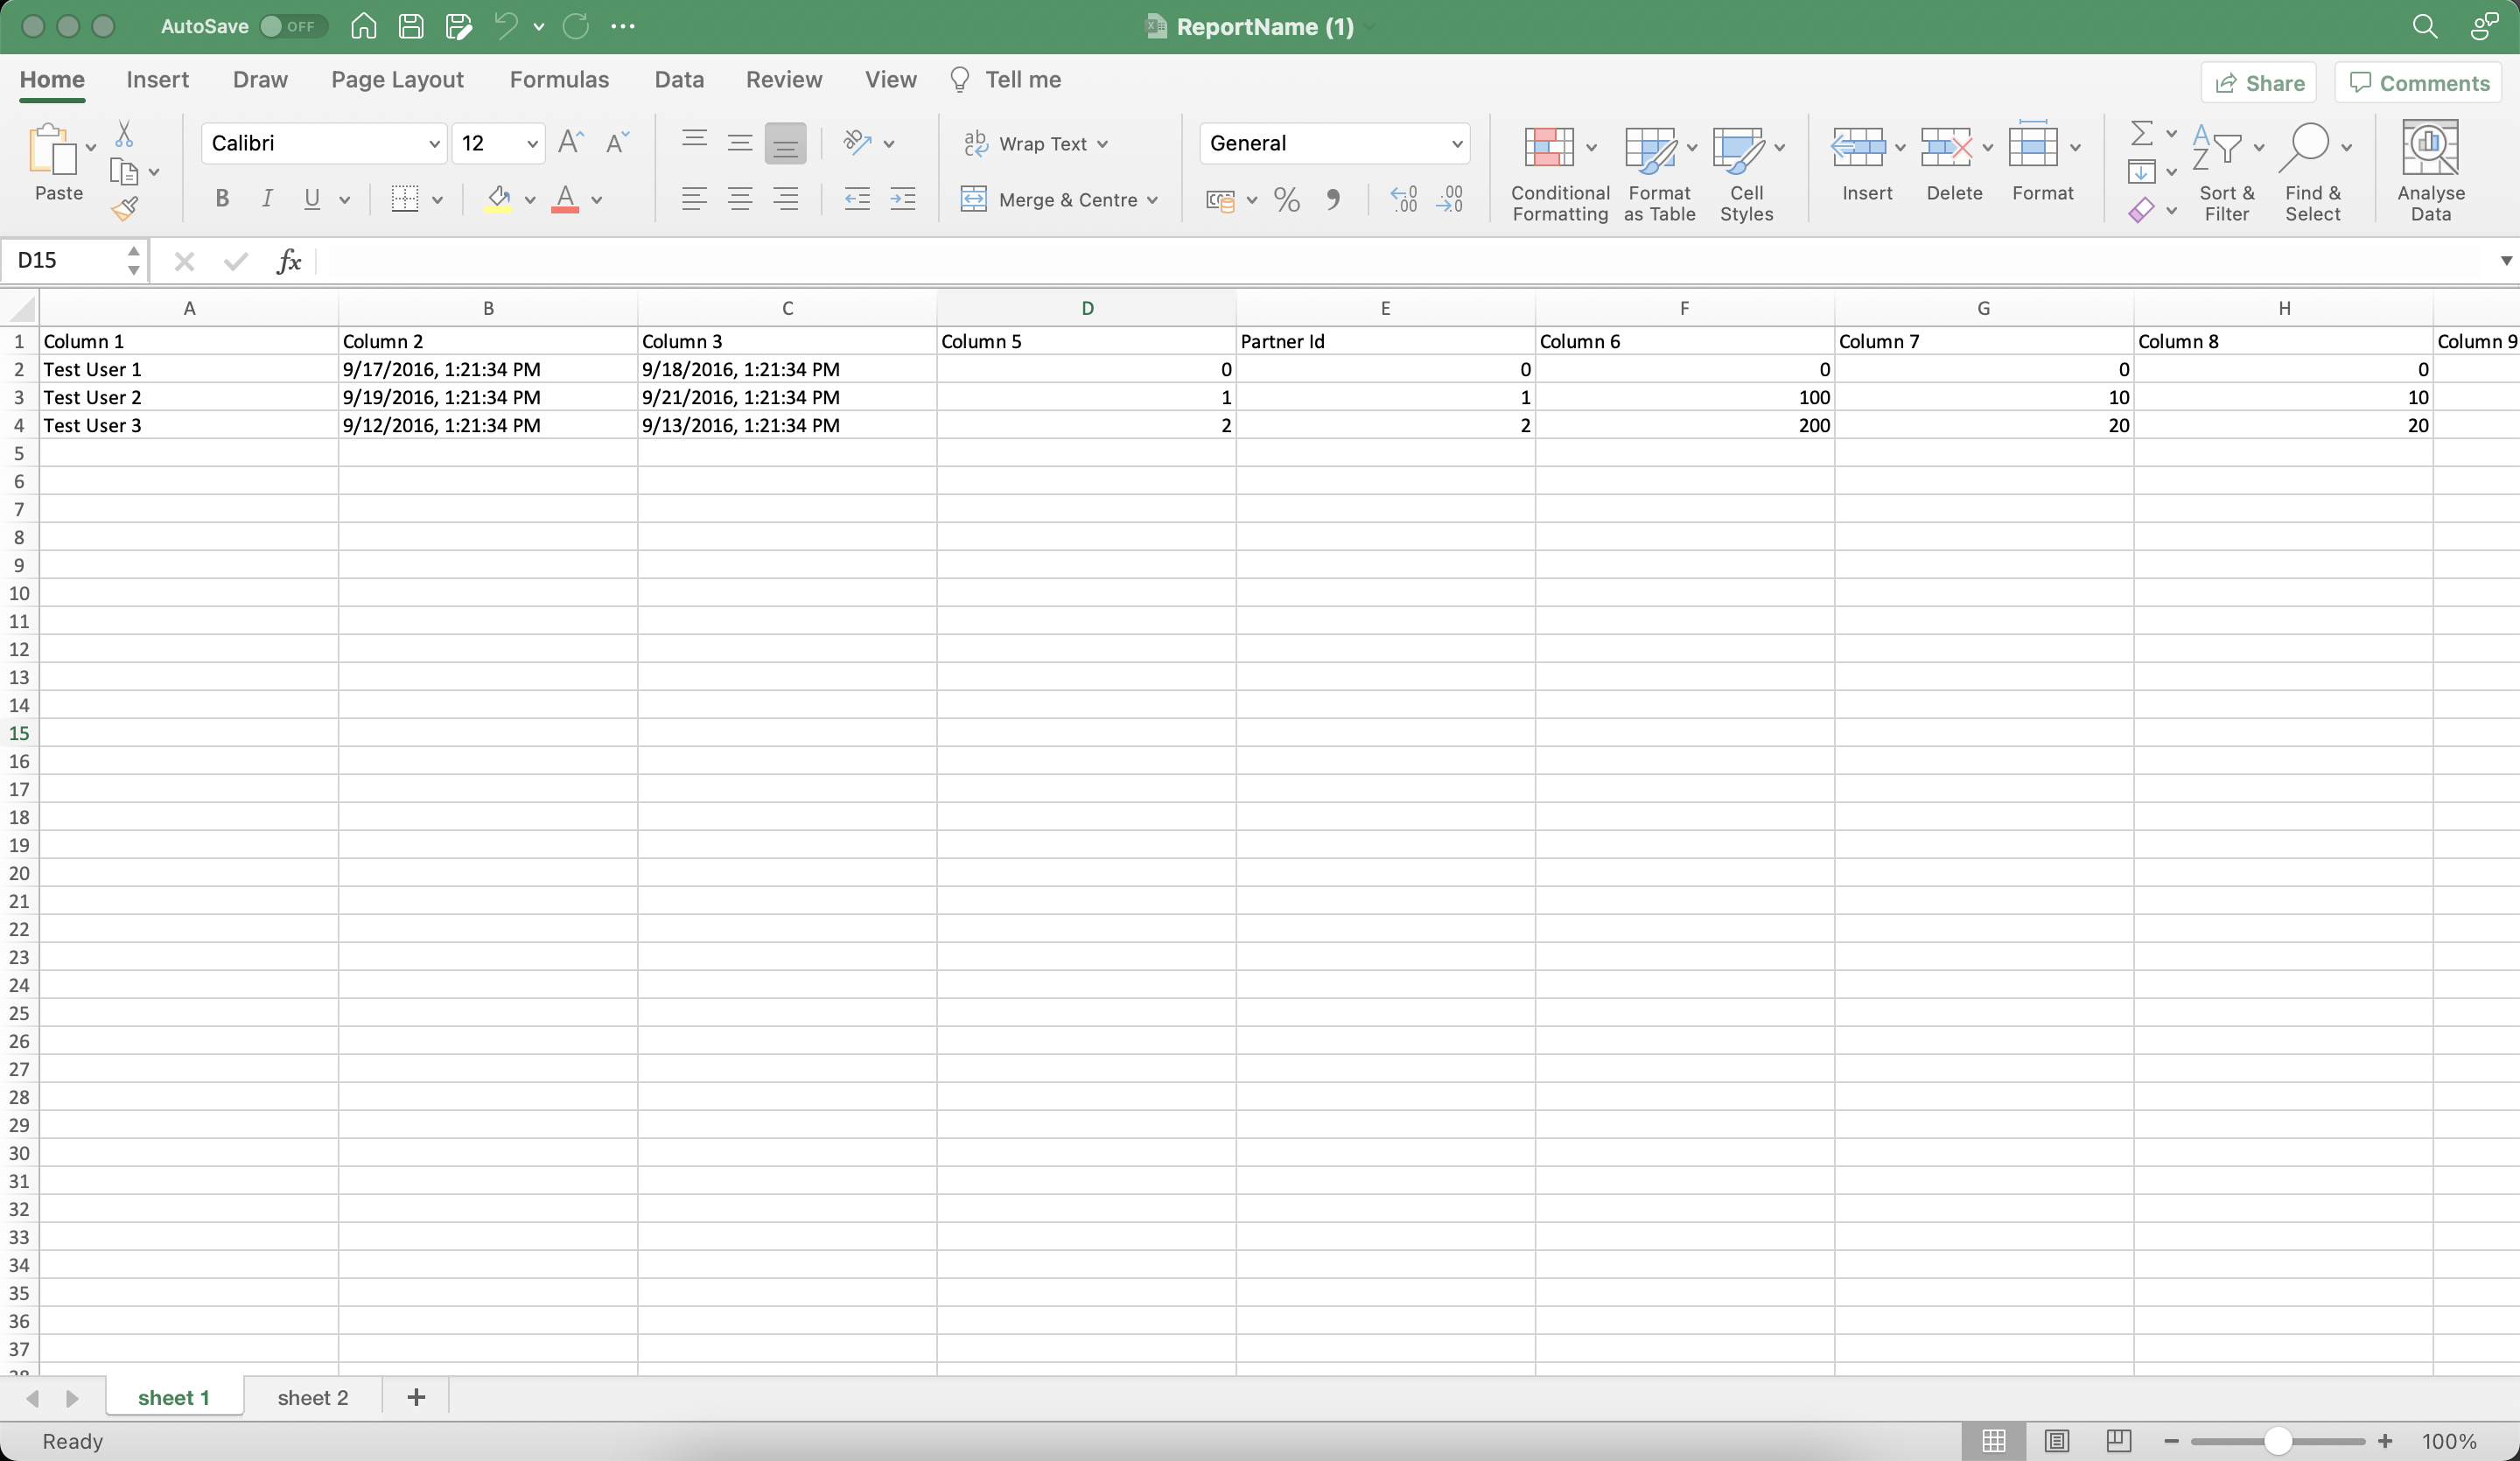 AutoSave OFF ReportName (1)
Home Insert Draw Page Layout Formulas Data Review View Tell me Share Comments
Paste Calibri 12 Wrap Text General
B I U Merge & Centre
Conditional Formatting Format as Table Cell Styles Insert Delete Format Sort & Filter Find & Select Analyse Data
D15 fx
A B C D E F G H
1 Column 1 Column 2 Column 3 Column 5 Partner Id Column 6 Column 7 Column 8 Column 9
2 Test User 1 9/17/2016, 1:21:34 PM 9/18/2016, 1:21:34 PM 0 0 0 0 0
3 Test User 2 9/19/2016, 1:21:34 PM 9/21/2016, 1:21:34 PM 1 1 100 10 10
4 Test User 3 9/12/2016, 1:21:34 PM 9/13/2016, 1:21:34 PM 2 2 200 20 20
5
6
7
8
9
10
11
12
13
14
15
16
17
18
19
20
21
22
23
24
25
26
27
28
29
30
31
32
33
34
35
36
37
sheet 1 sheet 2 +
Ready 100%